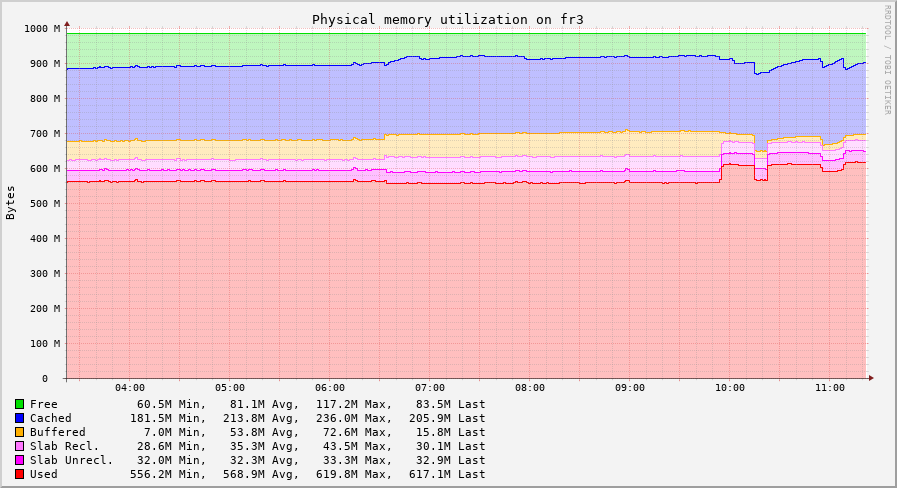 Physical memory utilization on fr3
RRDTOOL / TOBI OETIKER
Bytes
1000 M
900 M
800 M
700 M
600 M
500 M
400 M
300 M
200 M
100 M
0
04:00 05:00 06:00 07:00 08:00 09:00 10:00 11:00
Free 60.5M Min, 81.1M Avg, 117.2M Max, 83.5M Last
Cached 181.5M Min, 213.8M Avg, 236.0M Max, 205.9M Last
Buffered 7.0M Min, 53.8M Avg, 72.6M Max, 15.8M Last
Slab Recl. 28.6M Min, 35.3M Avg, 43.5M Max, 30.1M Last
Slab Unrecl. 32.0M Min, 32.3M Avg, 33.3M Max, 32.9M Last
Used 556.2M Min, 568.9M Avg, 619.8M Max, 617.1M Last